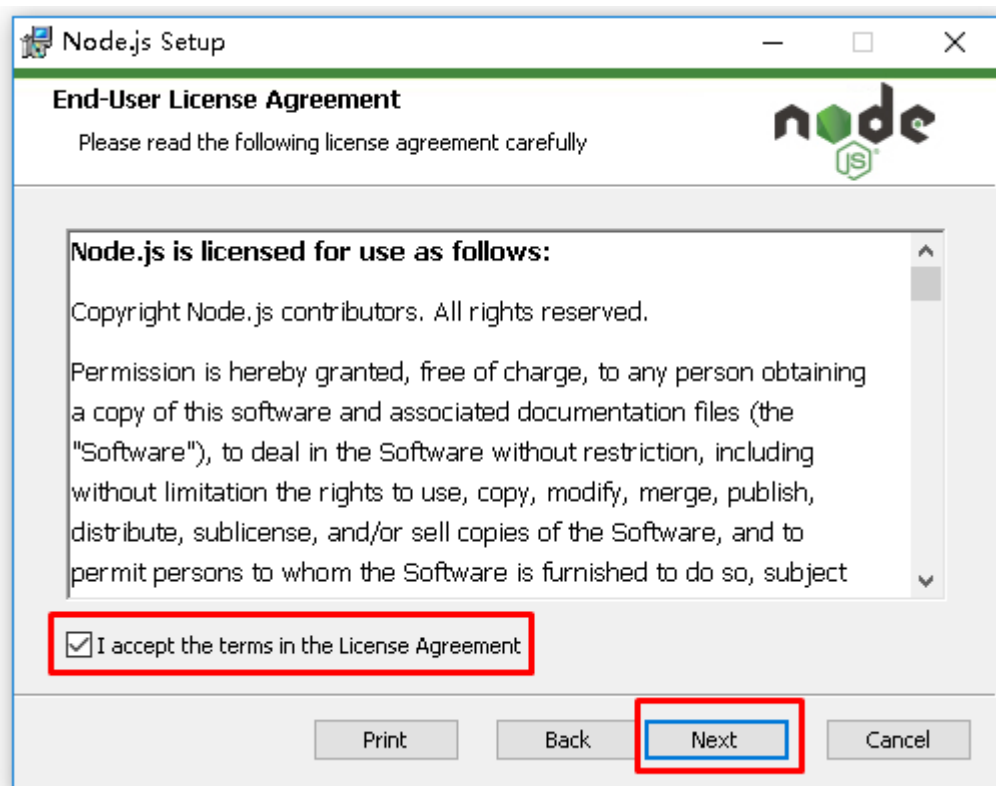 Node.js Setup
End-User License Agreement
Please read the following license agreement carefully
node
JS
Node.js is licensed for use as follows:
Copyright Node.js contributors. All rights reserved.
Permission is hereby granted, free of charge, to any person obtaining
a copy of this software and associated documentation files (the
"Software"), to deal in the Software without restriction, including
without limitation the rights to use, copy, modify, merge, publish,
distribute, sublicense, and/or sell copies of the Software, and to
permit persons to whom the Software is furnished to do so, subject
I accept the terms in the License Agreement
Print Back Next Cancel